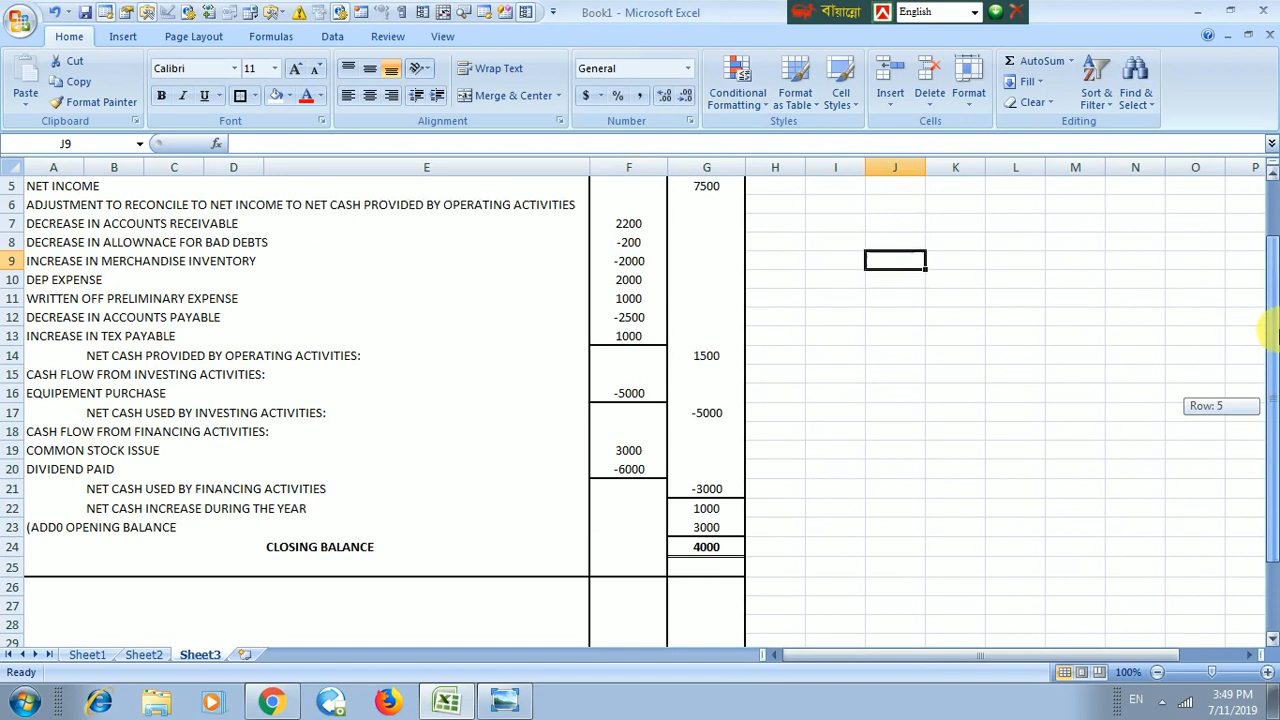 Book1 - Microsoft Excel
বায়ান্নো English
Home Insert Page Layout Formulas Data Review View
Paste
Cut
Copy
Format Painter
Clipboard
Calibri 11 A A
B I U A
Font
Wrap Text
Merge & Center
Alignment
General
$ % ,
Number
Conditional Formatting
Format as Table
Cell Styles
Styles
Insert Delete Format
Cells
Σ AutoSum
Fill
Clear
Sort & Filter
Find & Select
Editing
J9 fx
A B C D E F G H I J K L M N O P
5 NET INCOME 7500
6 ADJUSTMENT TO RECONCILE TO NET INCOME TO NET CASH PROVIDED BY OPERATING ACTIVITIES
7 DECREASE IN ACCOUNTS RECEIVABLE 2200
8 DECREASE IN ALLOWNACE FOR BAD DEBTS -200
9 INCREASE IN MERCHANDISE INVENTORY -2000
10 DEP EXPENSE 2000
11 WRITTEN OFF PRELIMINARY EXPENSE 1000
12 DECREASE IN ACCOUNTS PAYABLE -2500
13 INCREASE IN TEX PAYABLE 1000
14 NET CASH PROVIDED BY OPERATING ACTIVITIES: 1500
15 CASH FLOW FROM INVESTING ACTIVITIES:
16 EQUIPEMENT PURCHASE -5000
17 NET CASH USED BY INVESTING ACTIVITIES: -5000
Row: 5
18 CASH FLOW FROM FINANCING ACTIVITIES:
19 COMMON STOCK ISSUE 3000
20 DIVIDEND PAID -6000
21 NET CASH USED BY FINANCING ACTIVITIES -3000
22 NET CASH INCREASE DURING THE YEAR 1000
23 (ADD0 OPENING BALANCE 3000
24 CLOSING BALANCE 4000
25
26
27
28
29
Sheet1 Sheet2 Sheet3
Ready 100%
EN 3:49 PM
7/11/2019